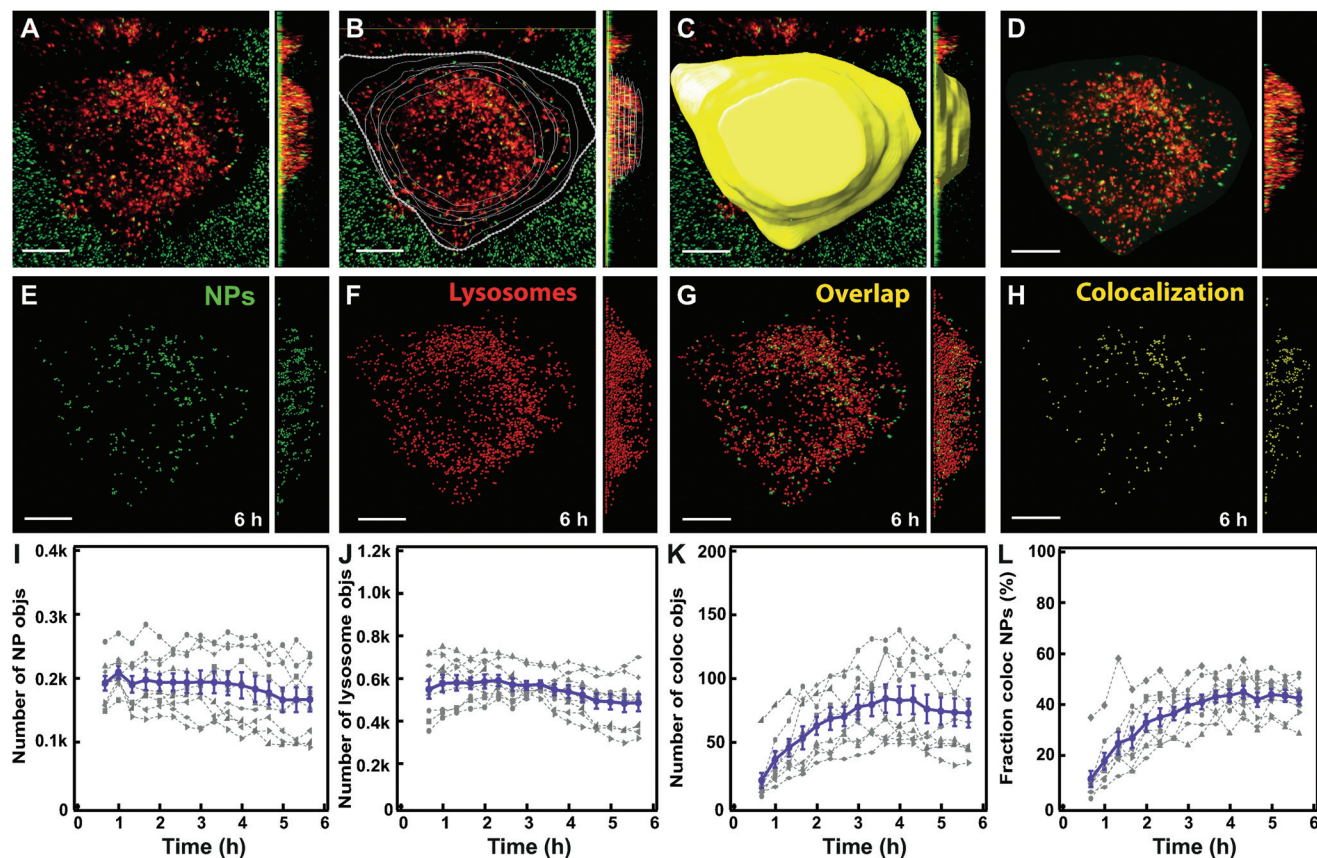 A
B
C
D
E
NPs
6 h
F
Lysosomes
G
Overlap
H
Colocalization
6 h
I
0.4k
0.3k
0.2k
0.1k
0
Number of NP objs
0 1 2 3 4 5 6
Time (h)
J
1.2k
1.0k
0.8k
0.6k
0.4k
0.2k
0
Number of lysosome objs
0 1 2 3 4 5 6
Time (h)
K
200
150
100
50
0
Number of coloc objs
0 1 2 3 4 5 6
Time (h)
L
100
80
60
40
20
0
Fraction coloc NPs (%)
0 1 2 3 4 5 6
Time (h)